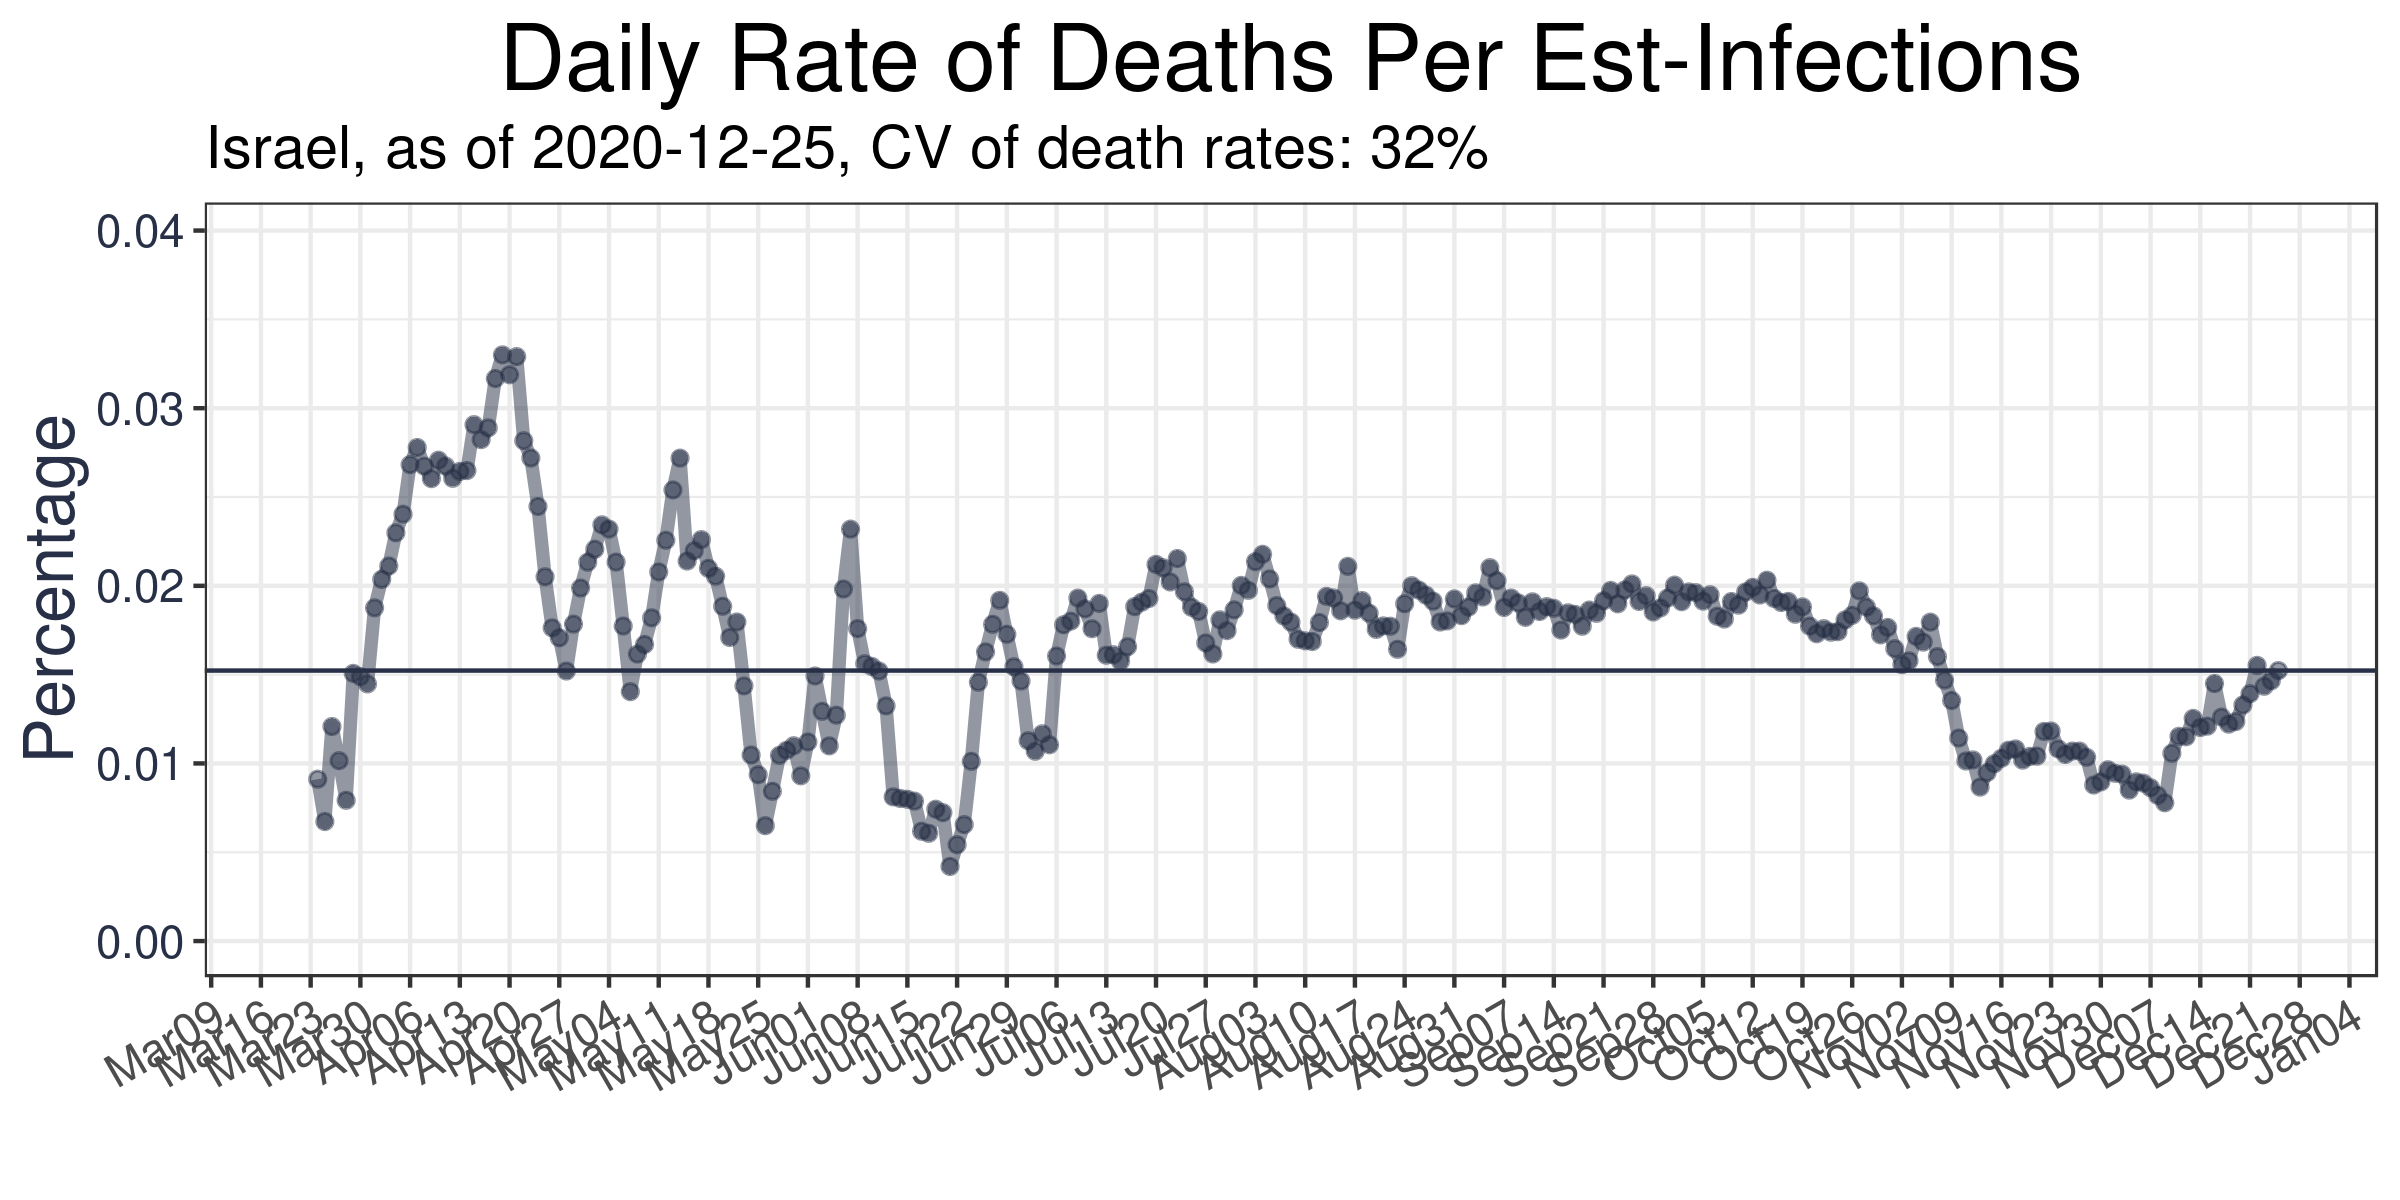 Daily Rate of Deaths Per Est-Infections
Israel, as of 2020-12-25, CV of death rates: 32%
Percentage
0.04
0.03
0.02
0.01
0.00
Mar09
Mar16
Mar23
Mar30
Apr06
Apr13
Apr20
Apr27
May04
May11
May18
May25
Jun01
Jun08
Jun15
Jun22
Jun29
Jul06
Jul13
Jul20
Jul27
Aug03
Aug10
Aug17
Aug24
Aug31
Sep07
Sep14
Sep21
Sep28
Oct05
Oct12
Oct19
Oct26
Nov02
Nov09
Nov16
Nov23
Nov30
Dec07
Dec14
Dec21
Dec28
Jan04